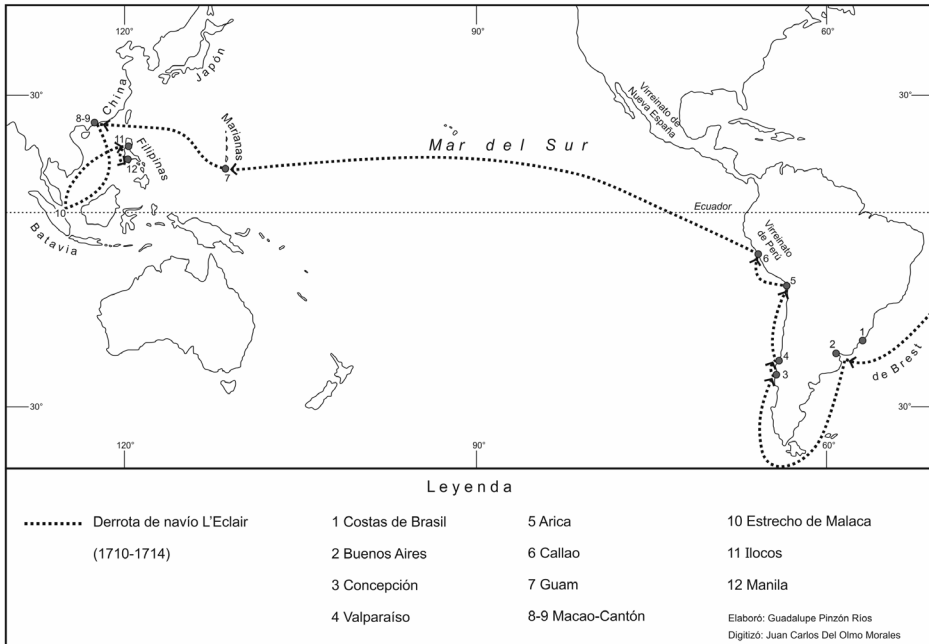 120°
90°
60°
30°
30°
China
Japón
8-9
Marianas
11
Filipinas
12
7
10
Batavia
Mar del Sur
Virreinato de
Nueva España
Ecuador
Virreinato
de Perú
6
5
4
3
2
1
de Brest
30°
30°
120°
90°
60°
Leyenda
Derrota de navío L'Eclair
(1710-1714)
1 Costas de Brasil
2 Buenos Aires
3 Concepción
4 Valparaíso
5 Arica
6 Callao
7 Guam
8-9 Macao-Cantón
10 Estrecho de Malaca
11 Ilocos
12 Manila
Elaboró: Guadalupe Pinzón Ríos
Digitizó: Juan Carlos Del Olmo Morales